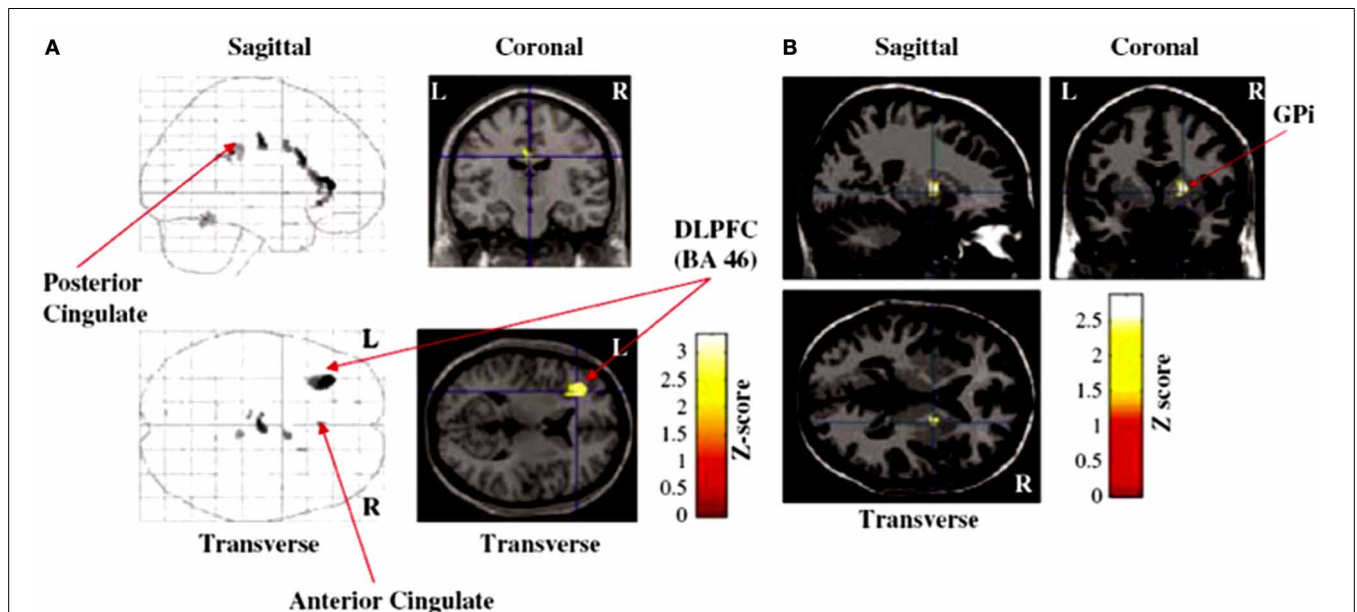 A
Sagittal
Coronal
L
R
Posterior
Cingulate
DLPFC
(BA 46)
L
R
Transverse
L
Transverse
3
2.5
2
1.5
1
0.5
0
Z-score
Anterior Cingulate
B
Sagittal
Coronal
L
R
GPi
R
Transverse
2.5
2
1.5
1
0.5
0
Z score